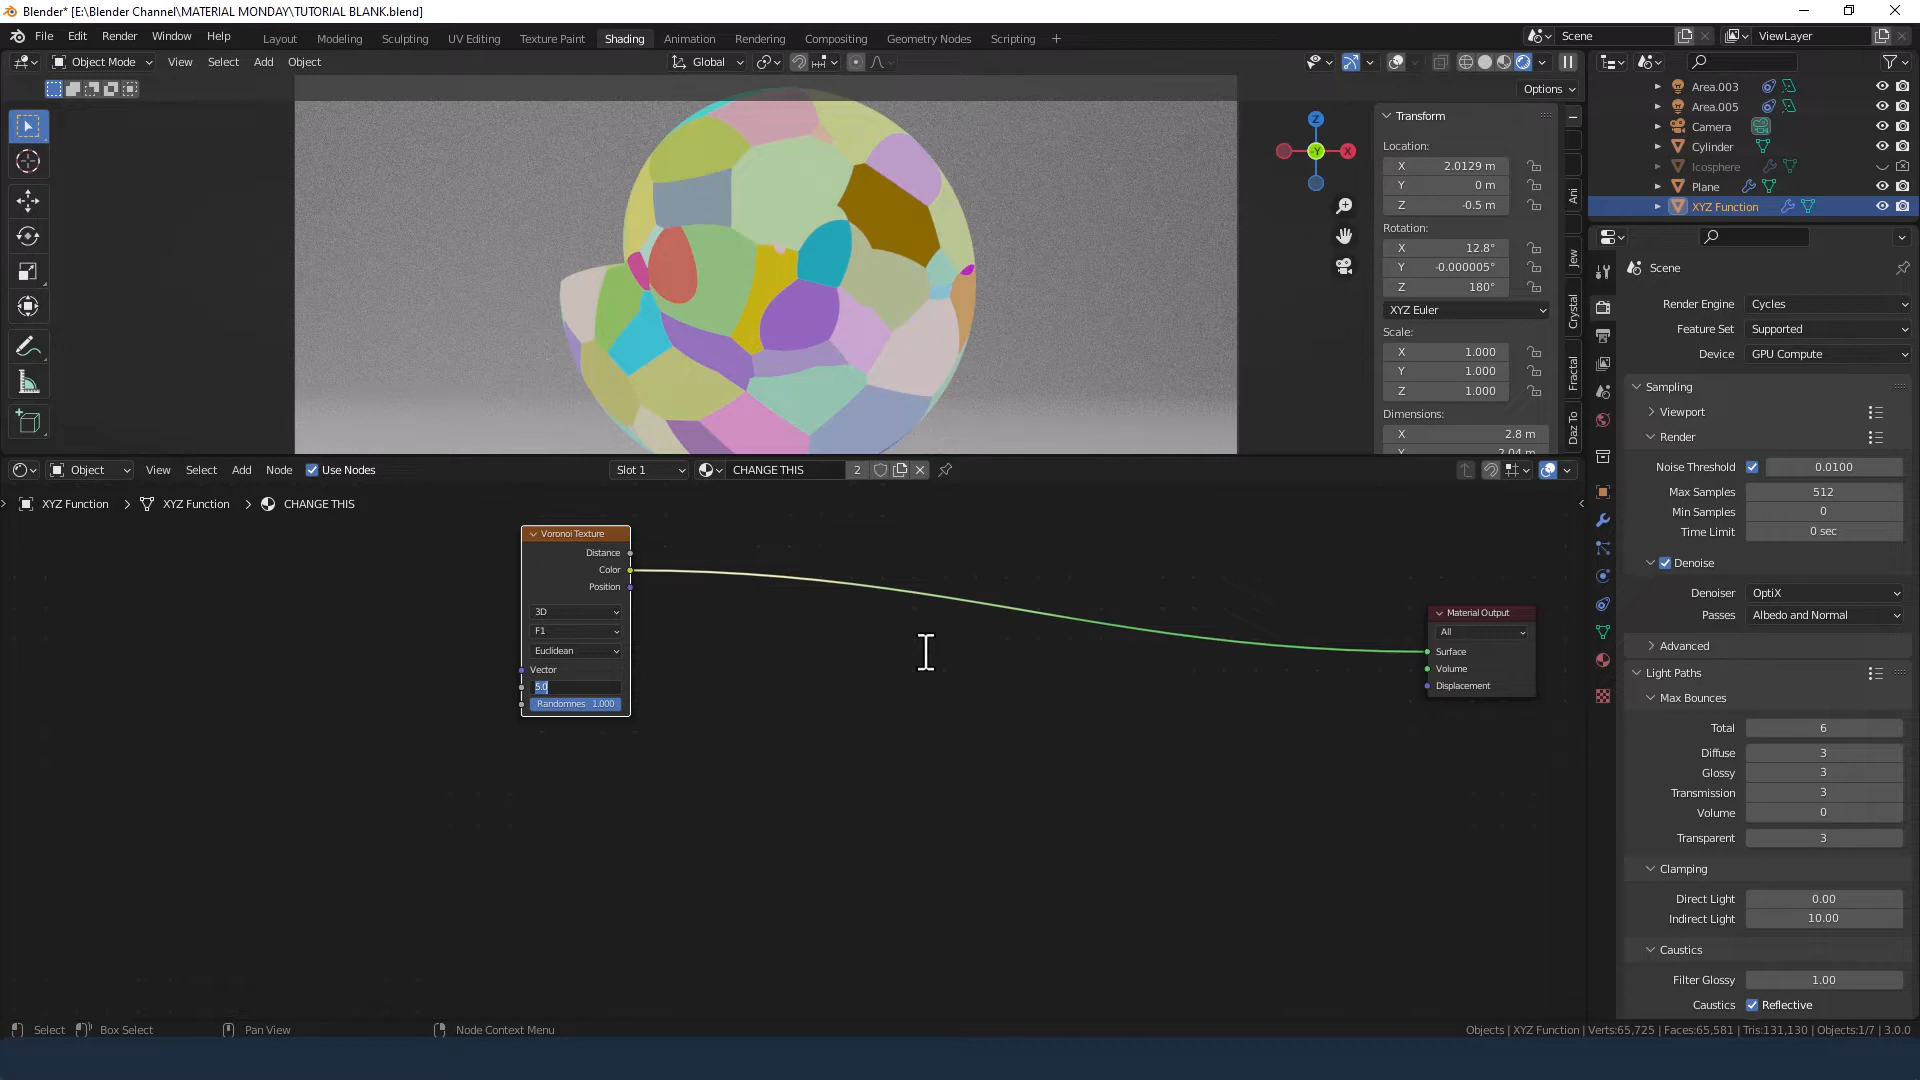 Blender* [E:\Blender Channel\MATERIAL MONDAY\TUTORIAL BLANK.blend]
File Edit Render Window Help
Layout Modeling Sculpting UV Editing Texture Paint Shading Animation Rendering Compositing Geometry Nodes Scripting +
Scene
ViewLayer
Object Mode View Select Add Object
Global
Options
Transform
Location:
X 2.0129 m
Y 0 m
Z -0.5 m
Rotation:
X 12.8°
Y -0.000005°
Z 180°
XYZ Euler
Scale:
X 1.000
Y 1.000
Z 1.000
Dimensions:
X 2.8 m
Y 2.04 m
Ani
Jew
Crystal
Fractal
Daz To
Z
-Y
X
Area.003
Area.005
Camera
Cylinder
Icosphere
Plane
XYZ Function
Scene
Render Engine Cycles
Feature Set Supported
Device GPU Compute
Sampling
Viewport
Render
Noise Threshold 0.0100
Max Samples 512
Min Samples 0
Time Limit 0 sec
Denoise
Denoiser OptiX
Passes Albedo and Normal
Advanced
Light Paths
Max Bounces
Total 6
Diffuse 3
Glossy 3
Transmission 3
Volume 0
Transparent 3
Clamping
Direct Light 0.00
Indirect Light 10.00
Caustics
Filter Glossy 1.00
Caustics Reflective
Object View Select Add Node Use Nodes
Slot 1
CHANGE THIS 2
XYZ Function > XYZ Function > CHANGE THIS
Voronoi Texture
Distance
Color
Position
3D
F1
Euclidean
Vector
5.0
Randomnes 1.000
Material Output
All
Surface
Volume
Displacement
Select Box Select Pan View Node Context Menu
Objects | XYZ Function | Verts:65,725 | Faces:65,581 | Tris:131,130 | Objects:1/7 | 3.0.0